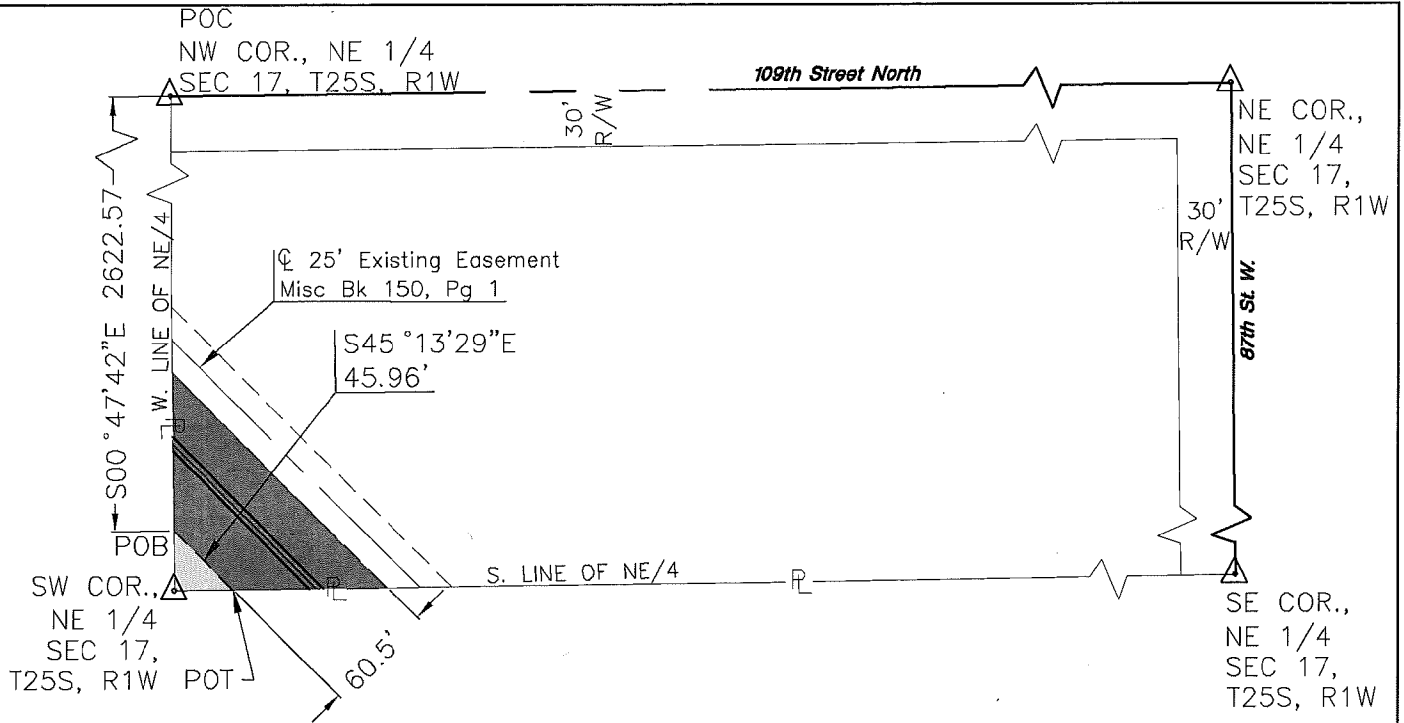 POC
NW COR., NE 1/4
SEC 17, T25S, R1W
109th Street North
30'
R/W
NE COR.,
NE 1/4
SEC 17,
T25S, R1W
30'
R/W
87th St. W.
S00°47'42"E 2622.57
W. LINE OF NE/4
℄ 25' Existing Easement
Misc Bk 150, Pg 1
S45°13'29"E
45.96'
PL
POB
SW COR.,
NE 1/4
SEC 17,
T25S, R1W
POT
PL
S. LINE OF NE/4
PL
60.5'
SE COR.,
NE 1/4
SEC 17,
T25S, R1W